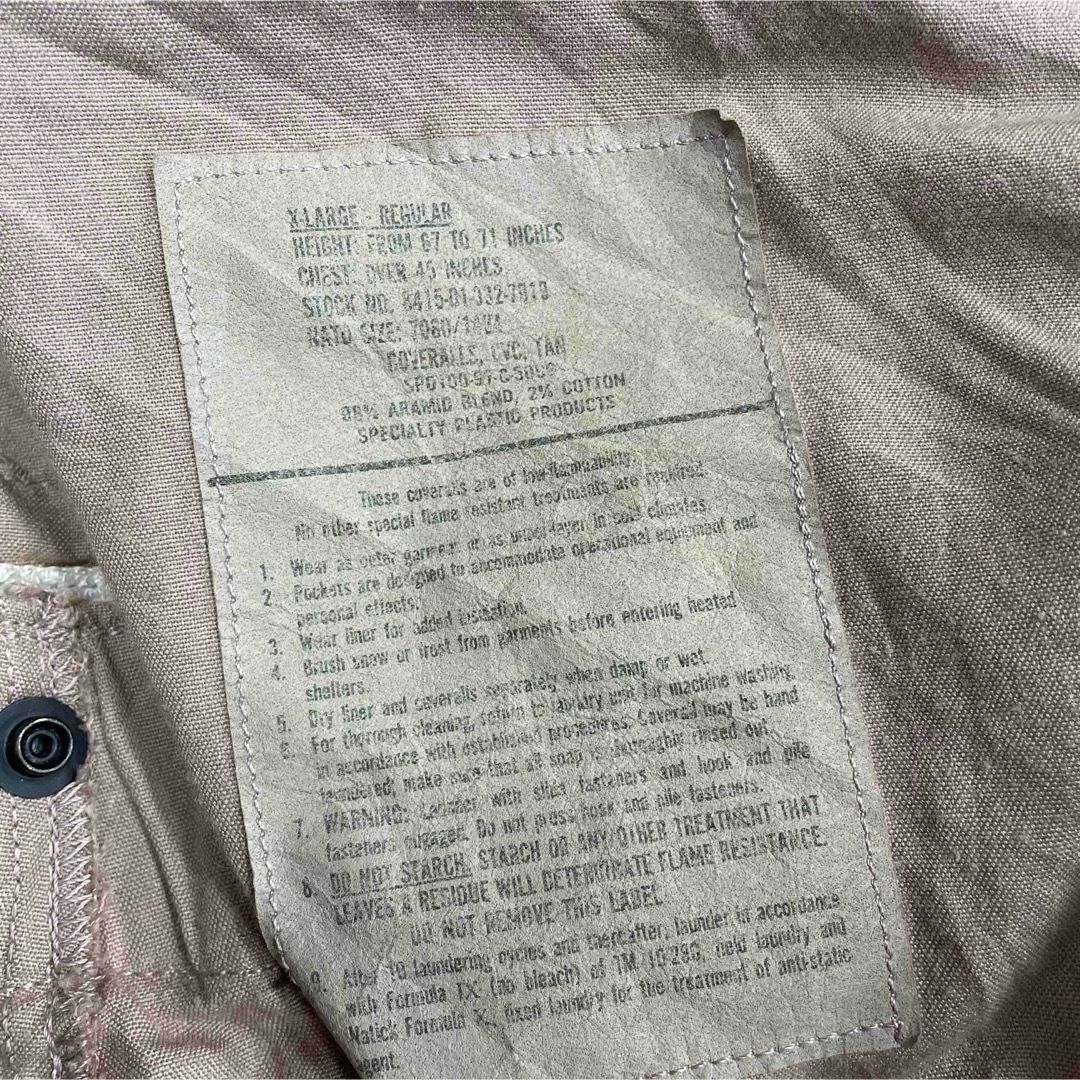 X-LARGE - REGULAR
HEIGHT: FROM 67 TO 71 INCHES
CHEST: OVER 45 INCHES
STOCK NO. 8415-01-332-
NATO SIZE:
COVERALLS, CVC, TAN
98% ARAMID BLEND, 2% COTTON
SPECIALTY PLASTIC PRODUCTS
These coveralls are of low-flammability.
No other special flame resistant treatments are required.
1. Wear as outer garment or as underlayer in cold climates.
2. Pockets are designed to accommodate operational equipment and
personal effects.
3. Wear liner for added insulation.
4. Brush snow or frost from garments before entering heated
shelters.
5. Dry liner and coveralls separately when damp or wet.
6. For thorough cleaning, return to laundry unit for machine washing,
in accordance with established procedures. Coverall may be hand
laundered; make sure that all soap is thoroughly rinsed out.
7. WARNING: Launder with slide fasteners and hook and pile
fasteners engaged. Do not press hook and pile fasteners.
8. DO NOT STARCH. STARCH OR ANY OTHER TREATMENT THAT
LEAVES A RESIDUE WILL DETERIORATE FLAME RESISTANCE.
DO NOT REMOVE THIS LABEL
9. After 10 laundering cycles and thereafter, launder in accordance
with Formula TX (no bleach) of TM 10-280, field laundry and
Natick Formula X, fixed laundry for the treatment of anti-static
agent.